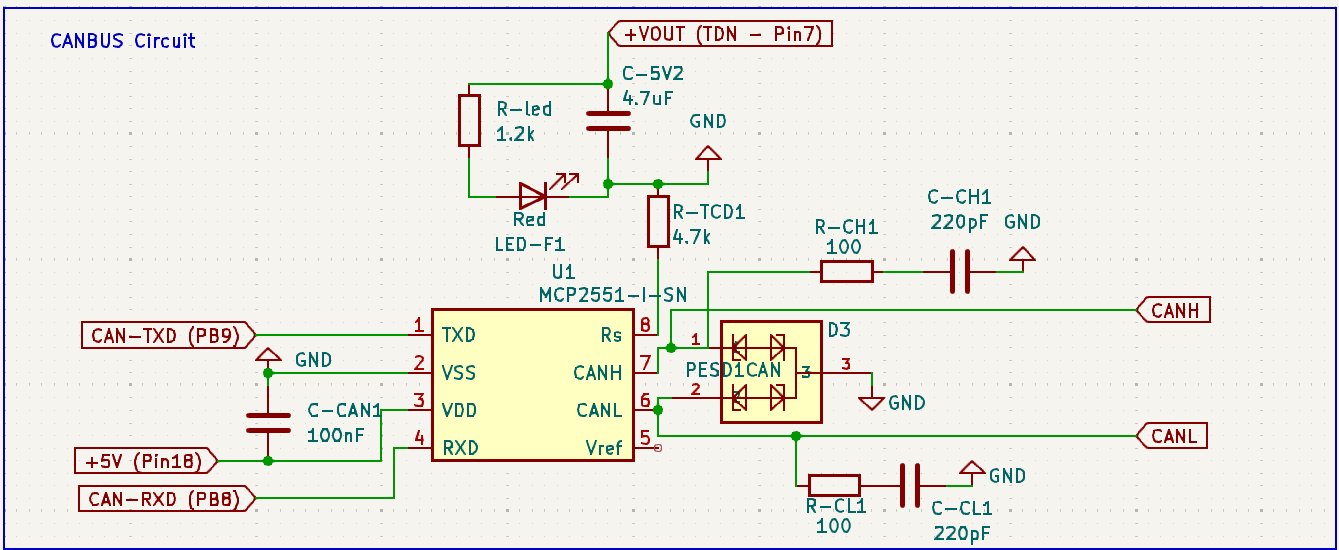 CANBUS Circuit
+VOUT (TDN - Pin7)
C-5V2
4.7uF
R-led
1.2k
GND
Red
LED-F1
R-TCD1
4.7k
C-CH1
220pF
GND
R-CH1
100
U1
MCP2551-I-SN
CANH
CAN-TXD (PB9)
1
TXD
Rs
8
1
D3
GND
2
VSS
CANH
7
PESD1CAN
3
3
C-CAN1
100nF
3
VDD
CANL
6
2
GND
+5V (Pin18)
4
RXD
Vref
5
CANL
CAN-RXD (PB8)
GND
R-CL1
100
C-CL1
220pF